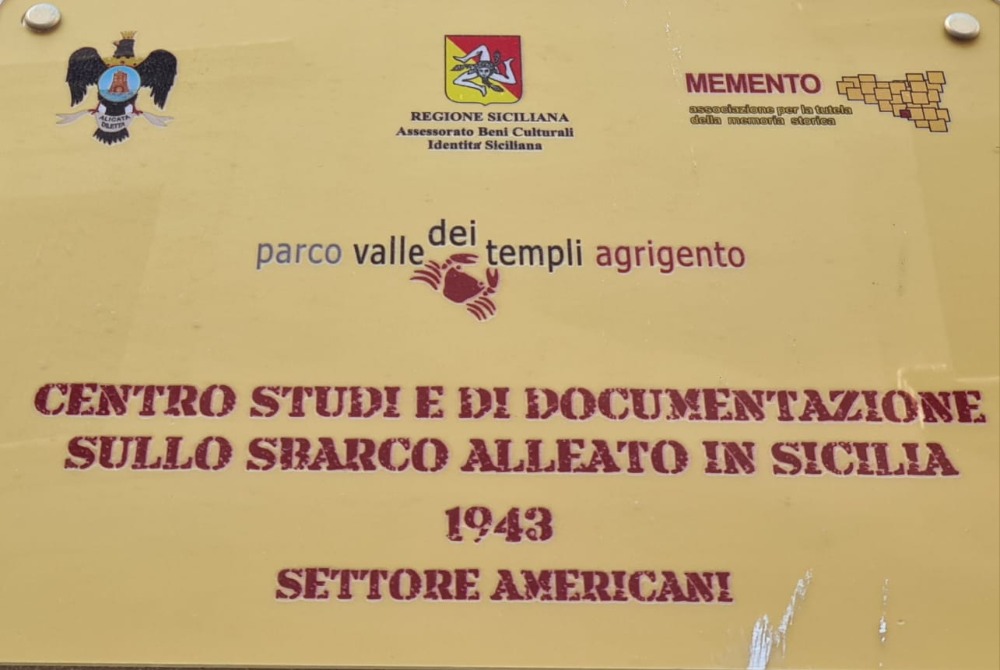 ALICATA
DILETTA
REGIONE SICILIANA
Assessorato Beni Culturali
Identità Siciliana
MEMENTO
associazione per la tutela
della memoria storica
parco valle dei templi agrigento
CENTRO STUDI E DI DOCUMENTAZIONE
SULLO SBARCO ALLEATO IN SICILIA
1943
SETTORE AMERICANI